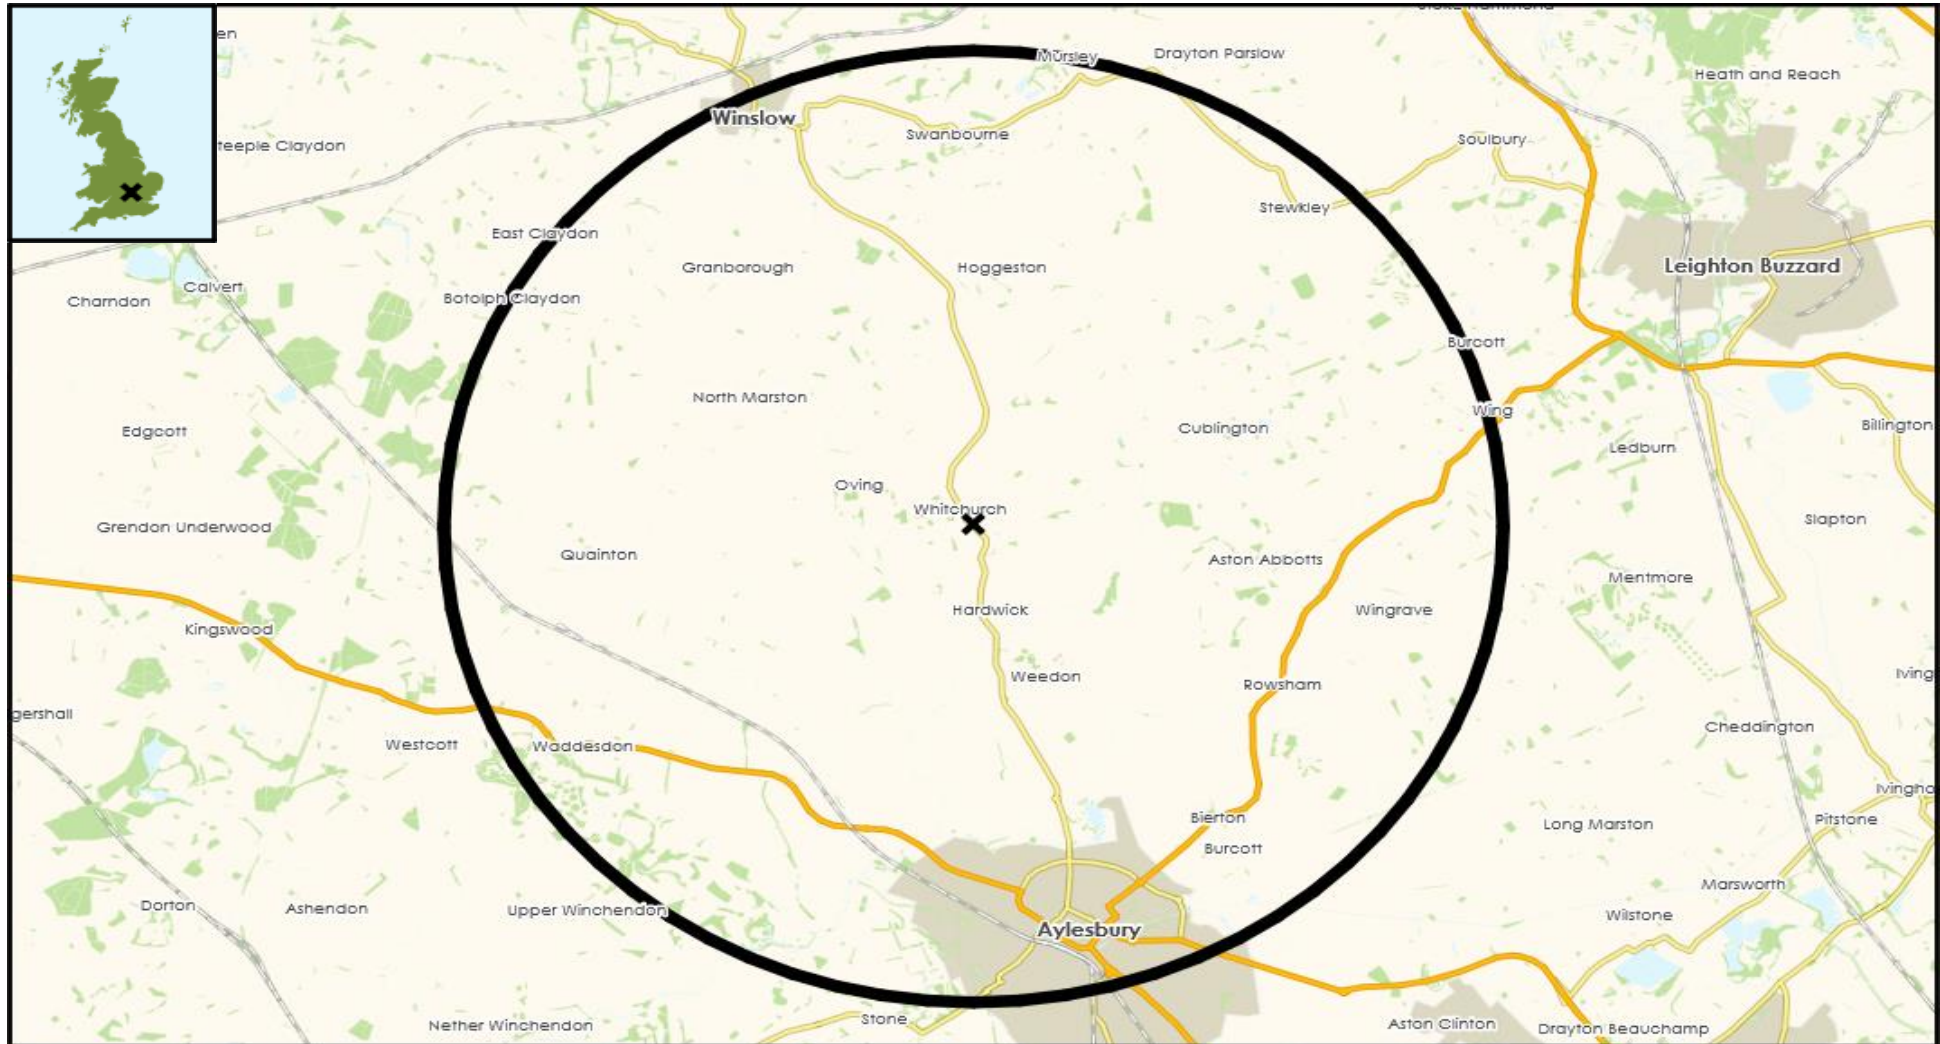 en
Mursley
Drayton Parslow
Heath and Reach
Winslow
Swanbourne
Soulbury
teeple Claydon
Stewkley
East Claydon
Granborough
Hoggeston
Leighton Buzzard
Calvert
Charndon
Botolph Claydon
Burcott
North Marston
Wing
Cublington
Billington
Edgcott
Ledburn
Oving
Whitchurch
Slapton
Grendon Underwood
Quainton
Aston Abbotts
Mentmore
Hardwick
Wingrave
Kingswood
Weedon
Iving
Rowsham
gershall
Cheddington
Westcott
Waddesdon
Ivingho
Bierton
Pitstone
Long Marston
Burcott
Marsworth
Dorton
Ashendon
Upper Winchendon
Wilstone
Aylesbury
Stone
Nether Winchendon
Aston Clinton
Drayton Beauchamp